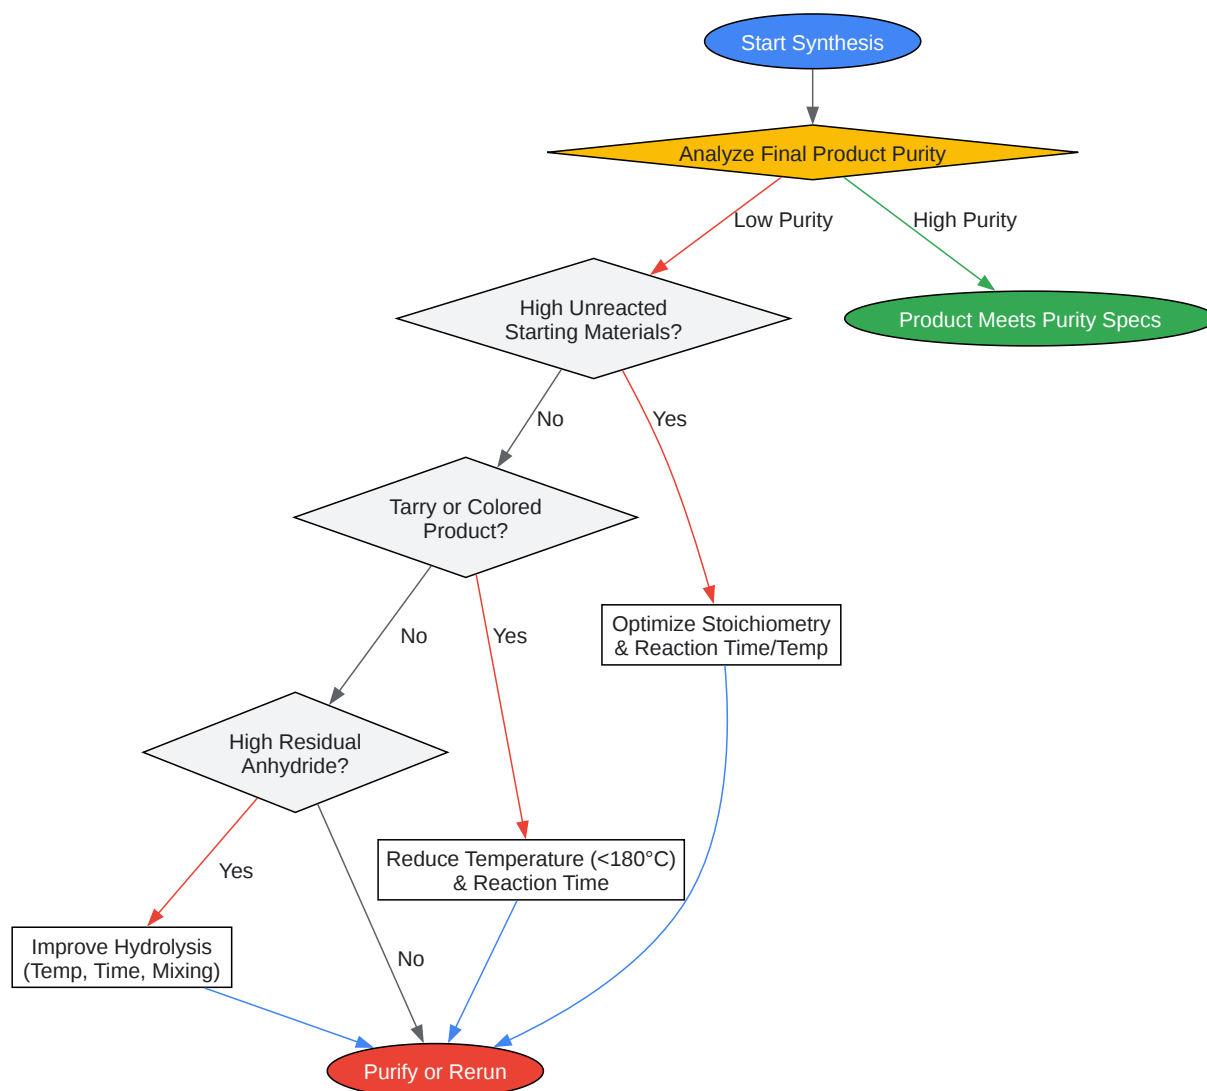 Start Synthesis
Analyze Final Product Purity
Low Purity
High Purity
High Unreacted
Starting Materials?
Product Meets Purity Specs
No
Yes
Tarry or Colored
Product?
Optimize Stoichiometry
& Reaction Time/Temp
No
Yes
High Residual
Anhydride?
Reduce Temperature (<180°C)
& Reaction Time
Yes
Improve Hydrolysis
(Temp, Time, Mixing)
No
Purify or Rerun